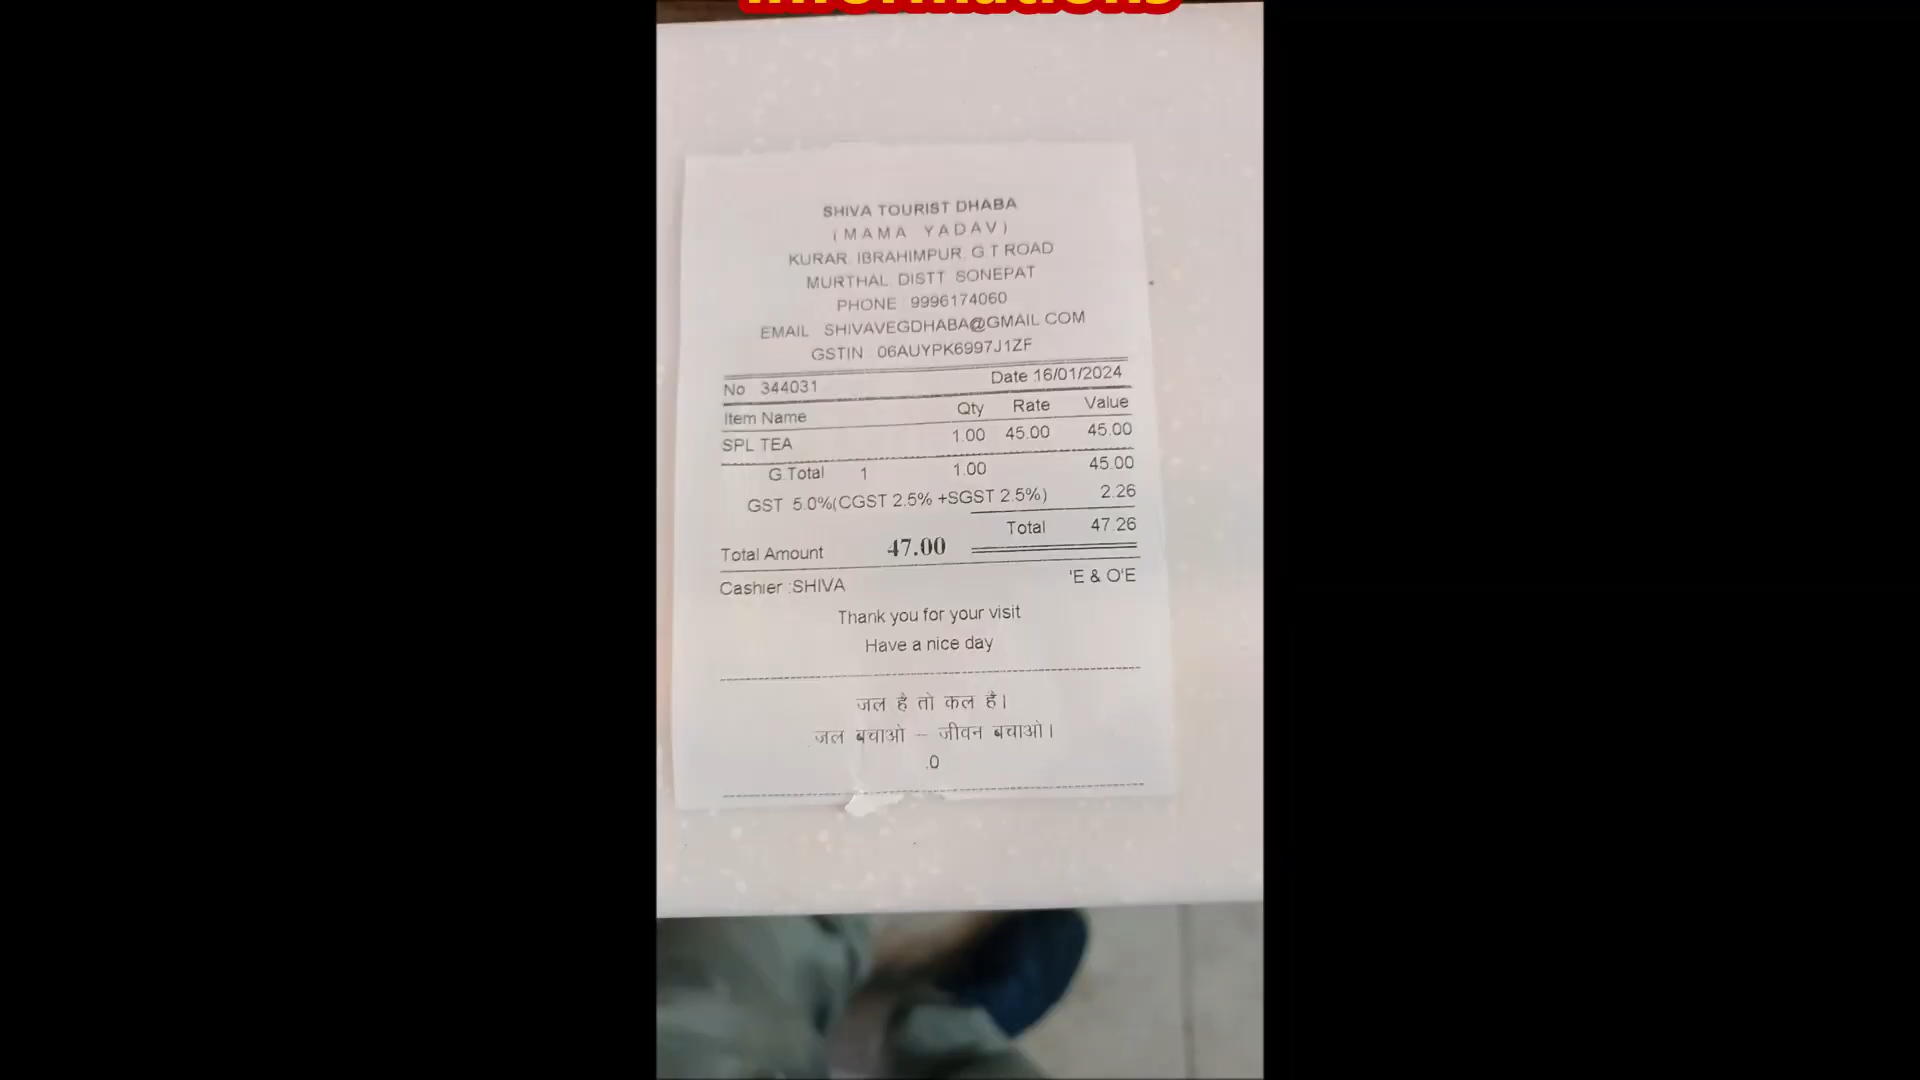 Informations
SHIVA TOURIST DHABA
(MAMA YADAV)
KURAR. IBRAHIMPUR. G.T.ROAD
MURTHAL. DISTT. SONEPAT
PHONE : 9996174060
EMAIL : SHIVAVEGDHABA@GMAIL.COM
GSTIN : 06AUYPK6997J1ZF
No 344031 Date :16/01/2024
Item Name Qty Rate Value
SPL TEA 1.00 45.00 45.00
G.Total 1 1.00 45.00
GST 5.0%(CGST 2.5% +SGST 2.5%) 2.26
Total 47.26
Total Amount 47.00
Cashier :SHIVA 'E & O'E
Thank you for your visit
Have a nice day
जल है तो कल है।
जल बचाओ – जीवन बचाओ।
.0